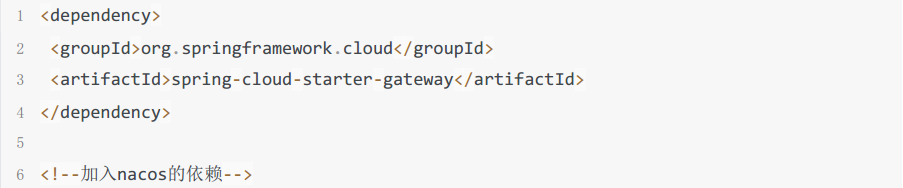 1 <dependency>
2 <groupId>org.springframework.cloud</groupId>
3 <artifactId>spring-cloud-starter-gateway</artifactId>
4 </dependency>
5
6 <!--加入nacos的依赖-->